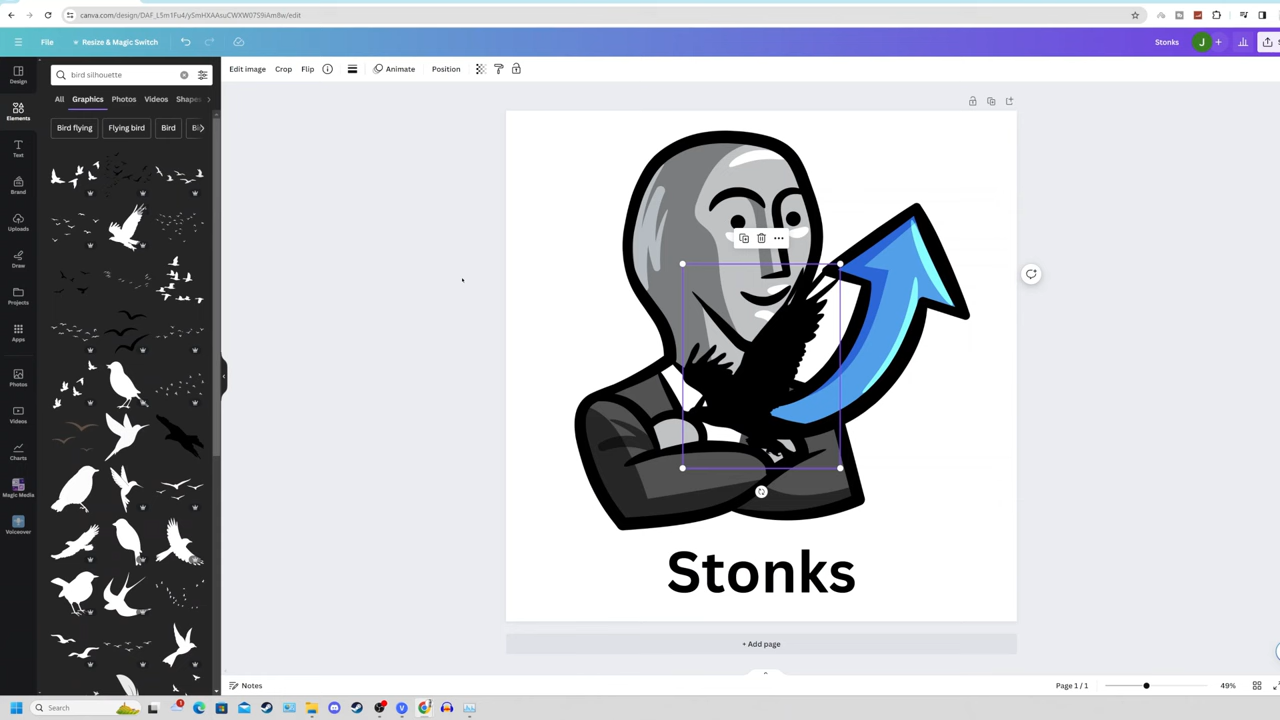 canva.com/design/DAF_L5m1Fu4/ySmHXAAsuCWXW07S9iAm8w/edit
File
Resize & Magic Switch
Stonks
J
bird silhouette
Edit image
Crop
Flip
Animate
Position
All
Graphics
Photos
Videos
Shapes
Bird flying
Flying bird
Bird
Design
Elements
Text
Brand
Uploads
Draw
Projects
Apps
Photos
Videos
Charts
Magic Media
Voiceover
Stonks
+ Add page
Notes
Page 1 / 1
49%
Search